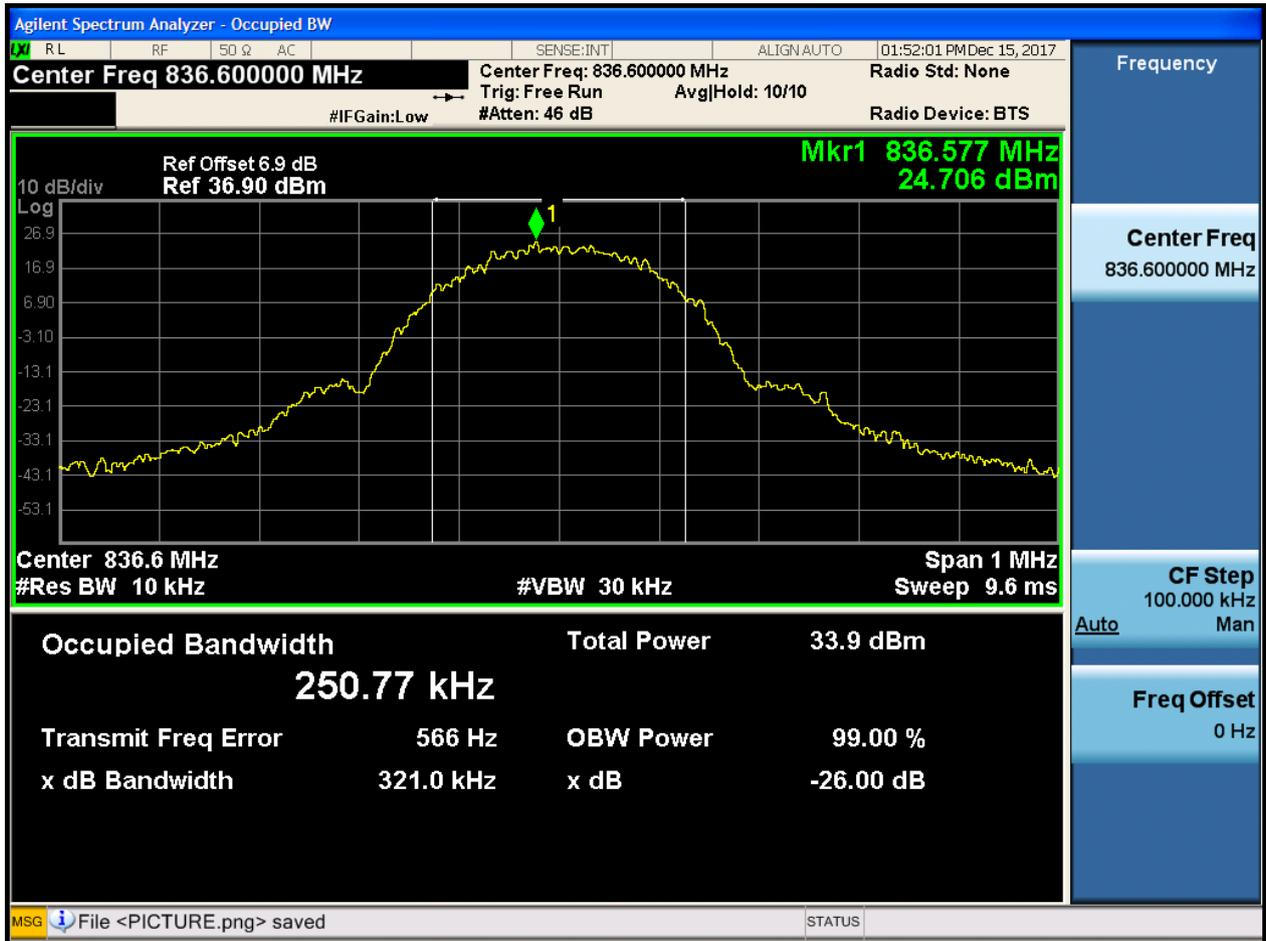 Agilent Spectrum Analyzer - Occupied BW
LXI RL RF 50 Ω AC SENSE:INT ALIGN AUTO 01:52:01 PM Dec 15, 2017
Center Freq 836.600000 MHz
Center Freq: 836.600000 MHz Radio Std: None
Trig: Free Run Avg|Hold: 10/10
#IFGain:Low #Atten: 46 dB Radio Device: BTS
Mkr1 836.577 MHz
24.706 dBm
Ref Offset 6.9 dB
10 dB/div Ref 36.90 dBm
Log
1
26.9
16.9
6.90
-3.10
-13.1
-23.1
-33.1
-43.1
-53.1
Center 836.6 MHz Span 1 MHz
#Res BW 10 kHz #VBW 30 kHz Sweep 9.6 ms
Occupied Bandwidth Total Power 33.9 dBm
250.77 kHz
Transmit Freq Error 566 Hz OBW Power 99.00 %
x dB Bandwidth 321.0 kHz x dB -26.00 dB
MSG File <PICTURE.png> saved STATUS
Frequency
Center Freq
836.600000 MHz
CF Step
100.000 kHz
Auto Man
Freq Offset
0 Hz